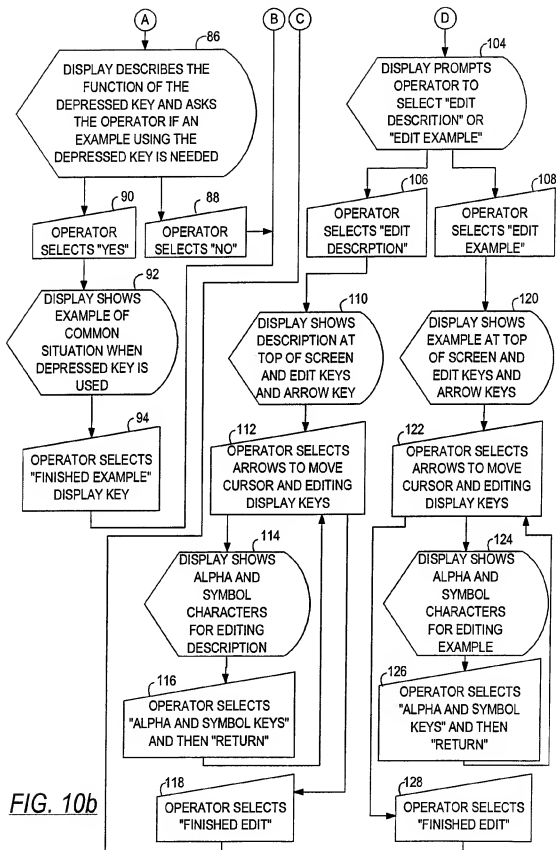 A
B
C
D
86
DISPLAY DESCRIBES THE
FUNCTION OF THE
DEPRESSED KEY AND ASKS
THE OPERATOR IF AN
EXAMPLE USING THE
DEPRESSED KEY IS NEEDED
104
DISPLAY PROMPTS
OPERATOR TO
SELECT "EDIT
DESCRITION" OR
"EDIT EXAMPLE"
90
OPERATOR
SELECTS "YES"
88
OPERATOR
SELECTS "NO"
106
OPERATOR
SELECTS "EDIT
DESCRPTION"
108
OPERATOR
SELECTS "EDIT
EXAMPLE"
92
DISPLAY SHOWS
EXAMPLE OF
COMMON
SITUATION WHEN
DEPRESSED KEY IS
USED
110
DISPLAY SHOWS
DESCRIPTION AT
TOP OF SCREEN
AND EDIT KEYS
AND ARROW KEY
120
DISPLAY SHOWS
EXAMPLE AT TOP
OF SCREEN AND
EDIT KEYS AND
ARROW KEYS
94
OPERATOR SELECTS
"FINISHED EXAMPLE"
DISPLAY KEY
112
OPERATOR SELECTS
ARROWS TO MOVE
CURSOR AND EDITING
DISPLAY KEYS
122
OPERATOR SELECTS
ARROWS TO MOVE
CURSOR AND EDITING
DISPLAY KEYS
114
DISPLAY SHOWS
ALPHA AND
SYMBOL
CHARACTERS
FOR EDITING
DESCRIPTION
124
DISPLAY SHOWS
ALPHA AND
SYMBOL
CHARACTERS
FOR EDITING
EXAMPLE
116
OPERATOR SELECTS
"ALPHA AND SYMBOL KEYS"
AND THEN "RETURN"
126
OPERATOR SELECTS
"ALPHA AND SYMBOL
KEYS" AND THEN
"RETURN"
118
OPERATOR SELECTS
"FINISHED EDIT"
128
OPERATOR SELECTS
"FINISHED EDIT"
FIG. 10b